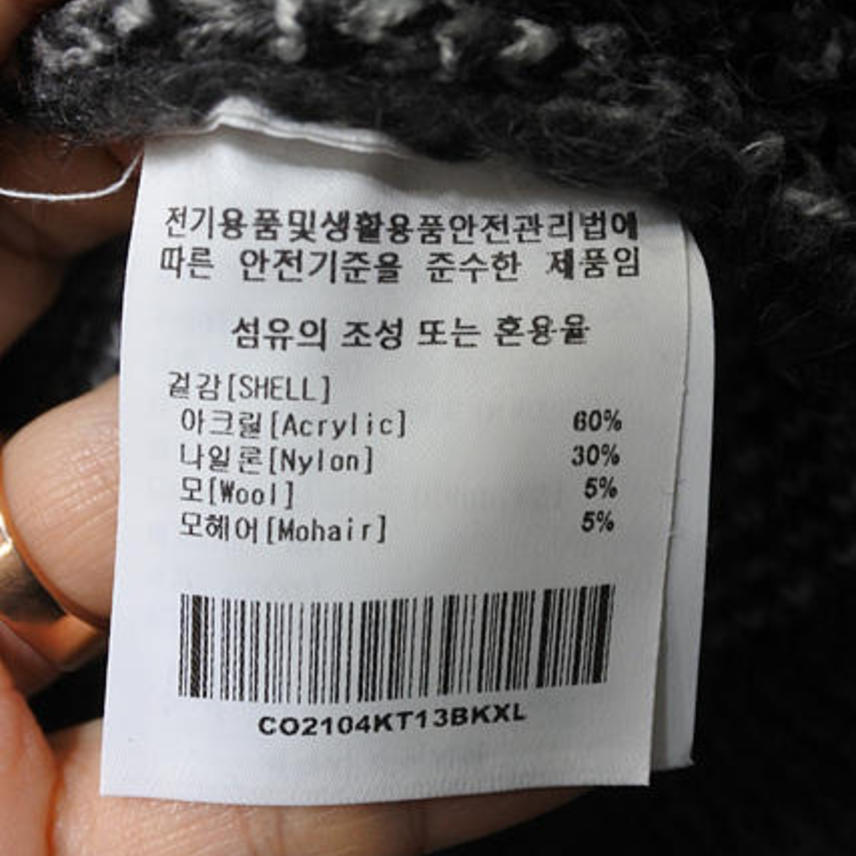 전기용품및생활용품안전관리법에
따른 안전기준을 준수한 제품임
섬유의 조성 또는 혼용율
겉감[SHELL]
아크릴[Acrylic] 60%
나일론[Nylon] 30%
모[Wool] 5%
모헤어[Mohair] 5%
CO2104KT13BKXL